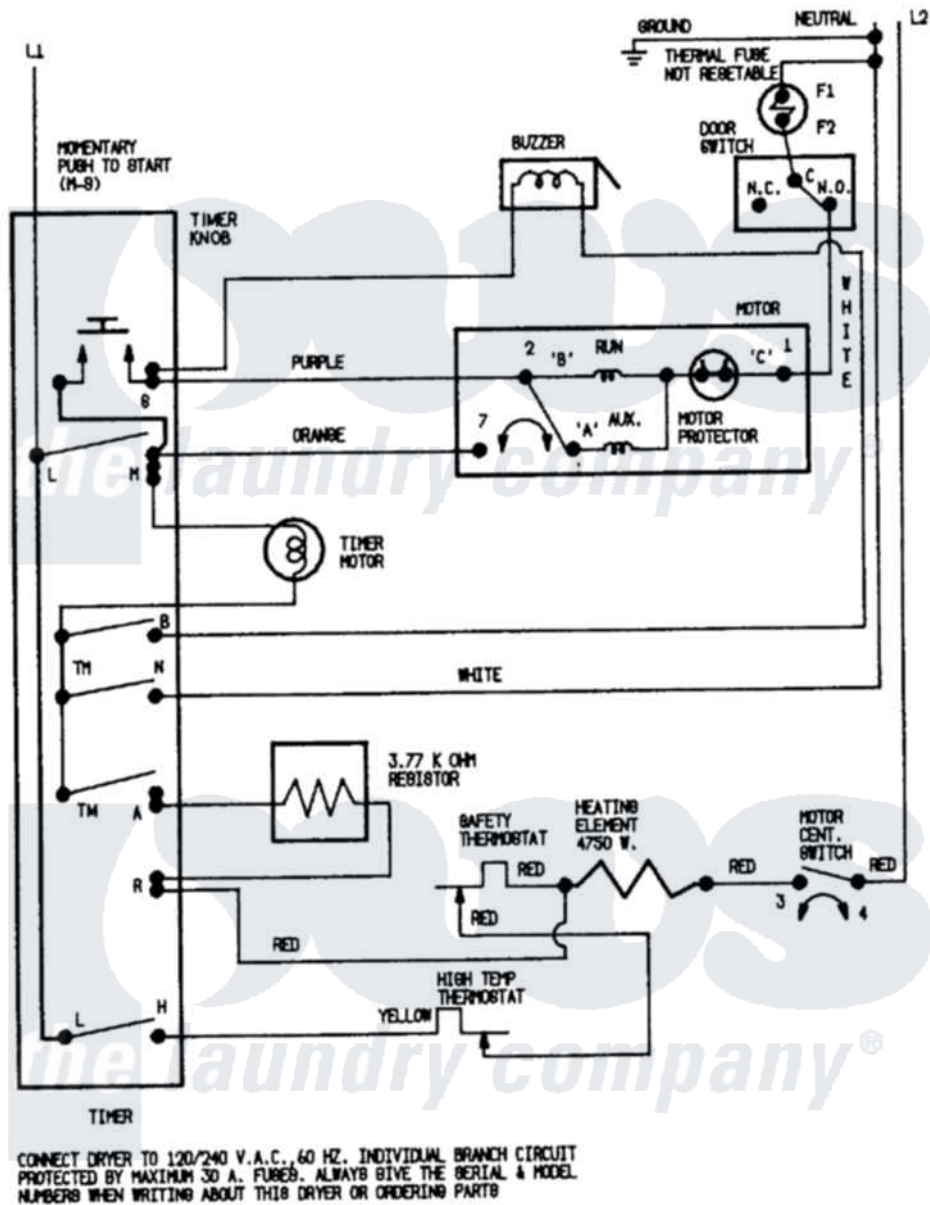 L1
GROUND
NEUTRAL
L2
THERMAL FUSE
NOT RESETABLE
F1
F2
DOOR
SWITCH
N.C.
C
N.O.
MOMENTARY
PUSH TO START
(M-S)
BUZZER
TIMER
KNOB
WHITE
MOTOR
PURPLE
2
'B'
RUN
'C'
1
S
ORANGE
7
'A'
AUX.
MOTOR
PROTECTOR
L
M
the laundry company®
TIMER
MOTOR
B
TM
N
WHITE
3.77 K OHM
RESISTOR
TM
A
SAFETY
THERMOSTAT
HEATING
ELEMENT
4750 W.
MOTOR
CENT.
SWITCH
R
RED
RED
RED
3
4
RED
RED
HIGH TEMP
THERMOSTAT
L
H
YELLOW
the laundry company®
TIMER
CONNECT DRYER TO 120/240 V.A.C., 60 HZ. INDIVIDUAL BRANCH CIRCUIT
PROTECTED BY MAXIMUM 30 A. FUSES. ALWAYS GIVE THE SERIAL & MODEL
NUMBERS WHEN WRITING ABOUT THIS DRYER OR ORDERING PARTS